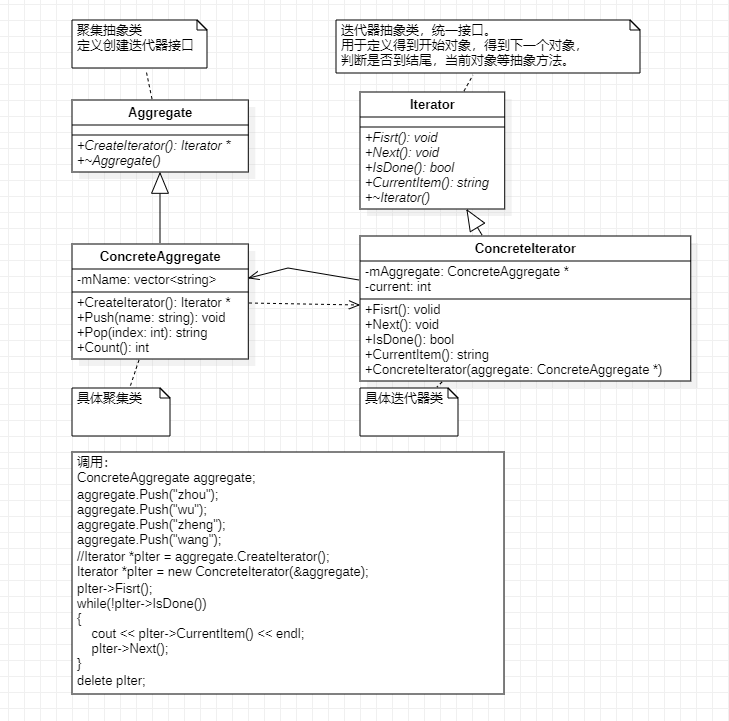 聚集抽象类
定义创建迭代器接口
迭代器抽象类，统一接口。
用于定义得到开始对象，得到下一个对象，
判断是否到结尾，当前对象等抽象方法。
Aggregate
+CreateIterator(): Iterator *
+~Aggregate()
Iterator
+Fisrt(): void
+Next(): void
+IsDone(): bool
+CurrentItem(): string
+~Iterator()
ConcreteAggregate
-mName: vector<string>
+CreateIterator(): Iterator *
+Push(name: string): void
+Pop(index: int): string
+Count(): int
ConcreteIterator
-mAggregate: ConcreteAggregate *
-current: int
+Fisrt(): volid
+Next(): void
+IsDone(): bool
+CurrentItem(): string
+ConcreteIterator(aggregate: ConcreteAggregate *)
具体聚集类
具体迭代器类
调用：
ConcreteAggregate aggregate;
aggregate.Push("zhou");
aggregate.Push("wu");
aggregate.Push("zheng");
aggregate.Push("wang");
//Iterator *pIter = aggregate.CreateIterator();
Iterator *pIter = new ConcreteIterator(&aggregate);
pIter->Fisrt();
while(!pIter->IsDone())
{
cout << pIter->CurrentItem() << endl;
pIter->Next();
}
delete pIter;